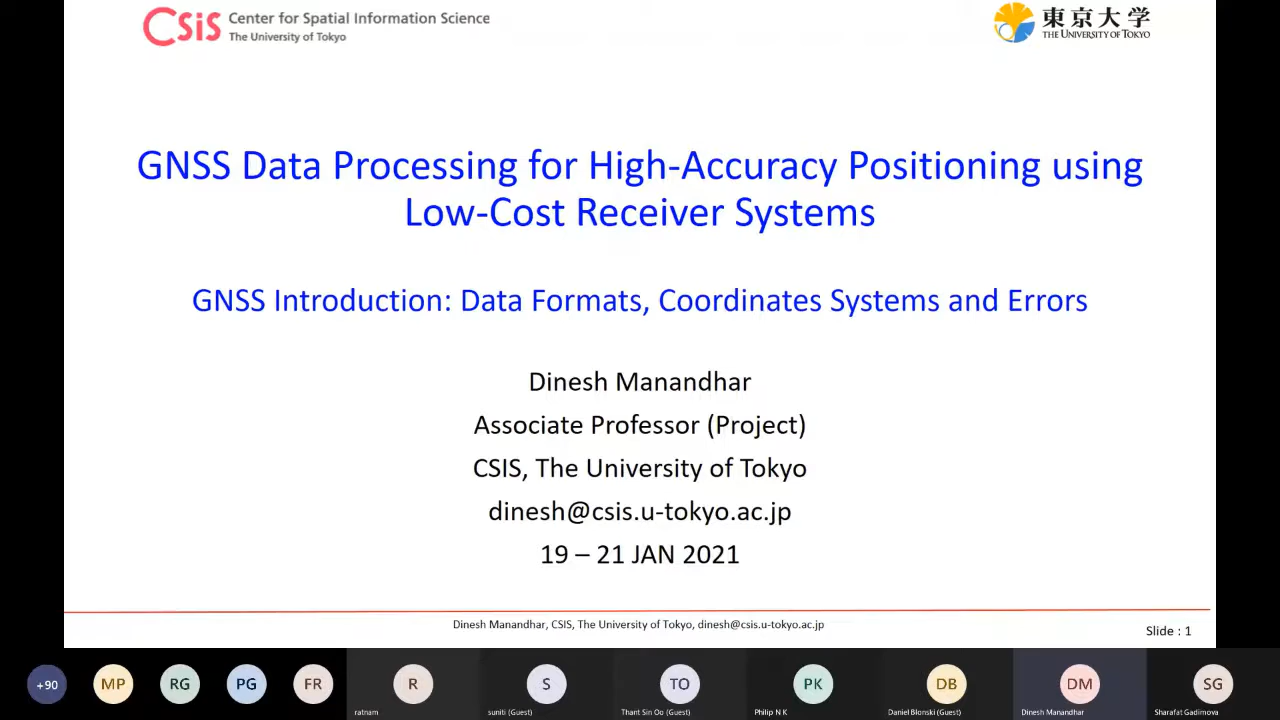 CSiS Center for Spatial Information Science
The University of Tokyo
東京大学
THE UNIVERSITY OF TOKYO
GNSS Data Processing for High-Accuracy Positioning using
Low-Cost Receiver Systems
GNSS Introduction: Data Formats, Coordinates Systems and Errors
Dinesh Manandhar
Associate Professor (Project)
CSIS, The University of Tokyo
dinesh@csis.u-tokyo.ac.jp
19 – 21 JAN 2021
Dinesh Manandhar, CSIS, The University of Tokyo, dinesh@csis.u-tokyo.ac.jp
Slide : 1
+90 MP RG PG FR R S TO PK DB DM SG
ratnam suniti (Guest) Thant Sin Oo (Guest) Philip N K Daniel Blonski (Guest) Dinesh Manandhar Sharafat Gadimova